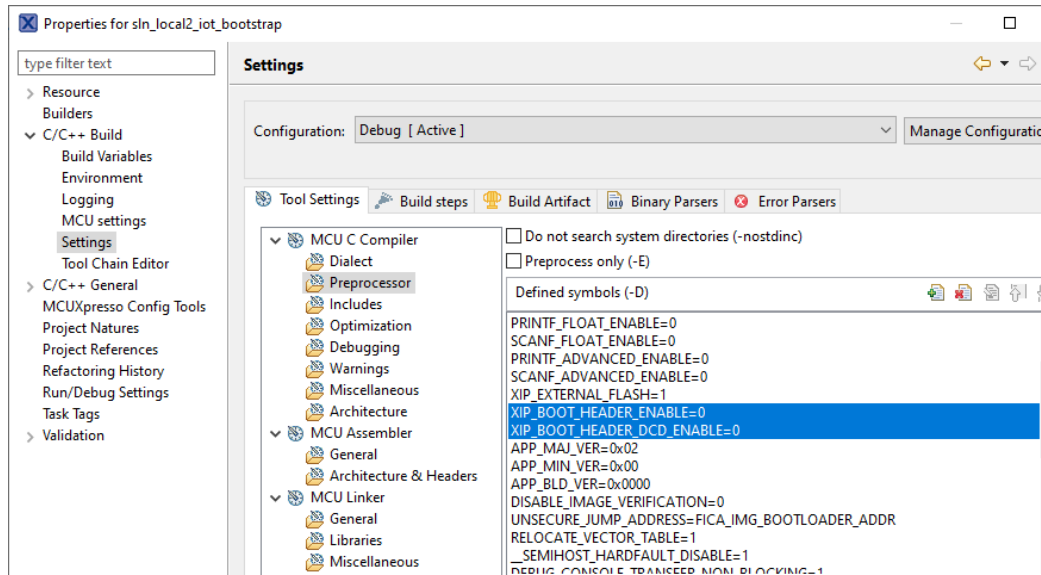 Properties for sln_local2_iot_bootstrap
type filter text
Resource
Builders
C/C++ Build
Build Variables
Environment
Logging
MCU settings
Settings
Tool Chain Editor
C/C++ General
MCUXpresso Config Tools
Project Natures
Project References
Refactoring History
Run/Debug Settings
Task Tags
Validation
Settings
Configuration: Debug [ Active ]
Manage Configuratio
Tool Settings Build steps Build Artifact Binary Parsers Error Parsers
MCU C Compiler
Dialect
Preprocessor
Includes
Optimization
Debugging
Warnings
Miscellaneous
Architecture
MCU Assembler
General
Architecture & Headers
MCU Linker
General
Libraries
Miscellaneous
Do not search system directories (-nostdinc)
Preprocess only (-E)
Defined symbols (-D)
PRINTF_FLOAT_ENABLE=0
SCANF_FLOAT_ENABLE=0
PRINTF_ADVANCED_ENABLE=0
SCANF_ADVANCED_ENABLE=0
XIP_EXTERNAL_FLASH=1
XIP_BOOT_HEADER_ENABLE=0
XIP_BOOT_HEADER_DCD_ENABLE=0
APP_MAJ_VER=0x02
APP_MIN_VER=0x00
APP_BLD_VER=0x0000
DISABLE_IMAGE_VERIFICATION=0
UNSECURE_JUMP_ADDRESS=FICA_IMG_BOOTLOADER_ADDR
RELOCATE_VECTOR_TABLE=1
__SEMIHOST_HARDFAULT_DISABLE=1
DEBUG_CONSOLE_TRANSFER_NON_BLOCKING=1